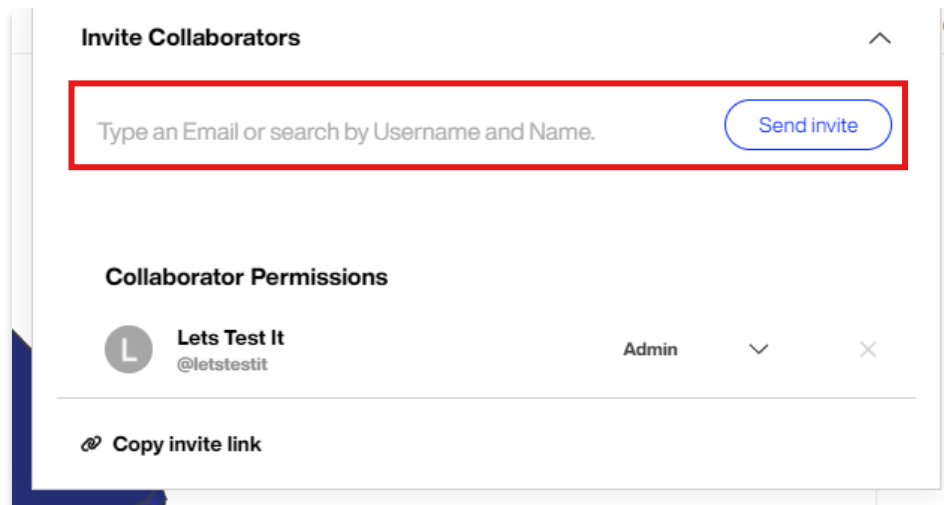 Invite Collaborators
Type an Email or search by Username and Name.
Send invite
Collaborator Permissions
L
Lets Test It
@letstestit
Admin
Copy invite link